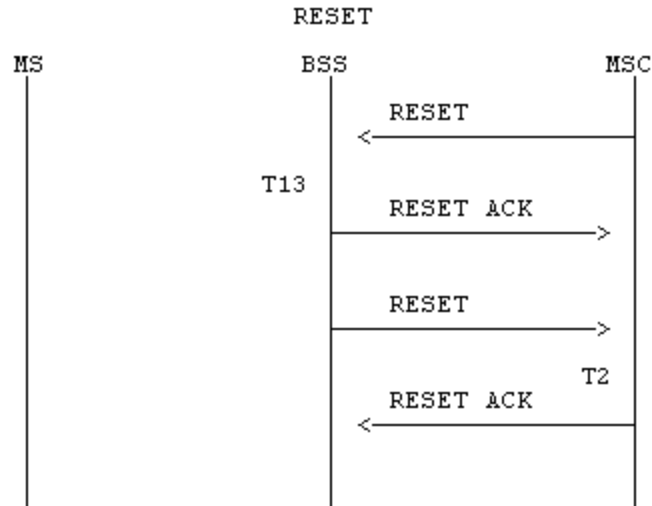 RESET
MS BSS MSC
RESET
T13
RESET ACK
RESET
T2
RESET ACK